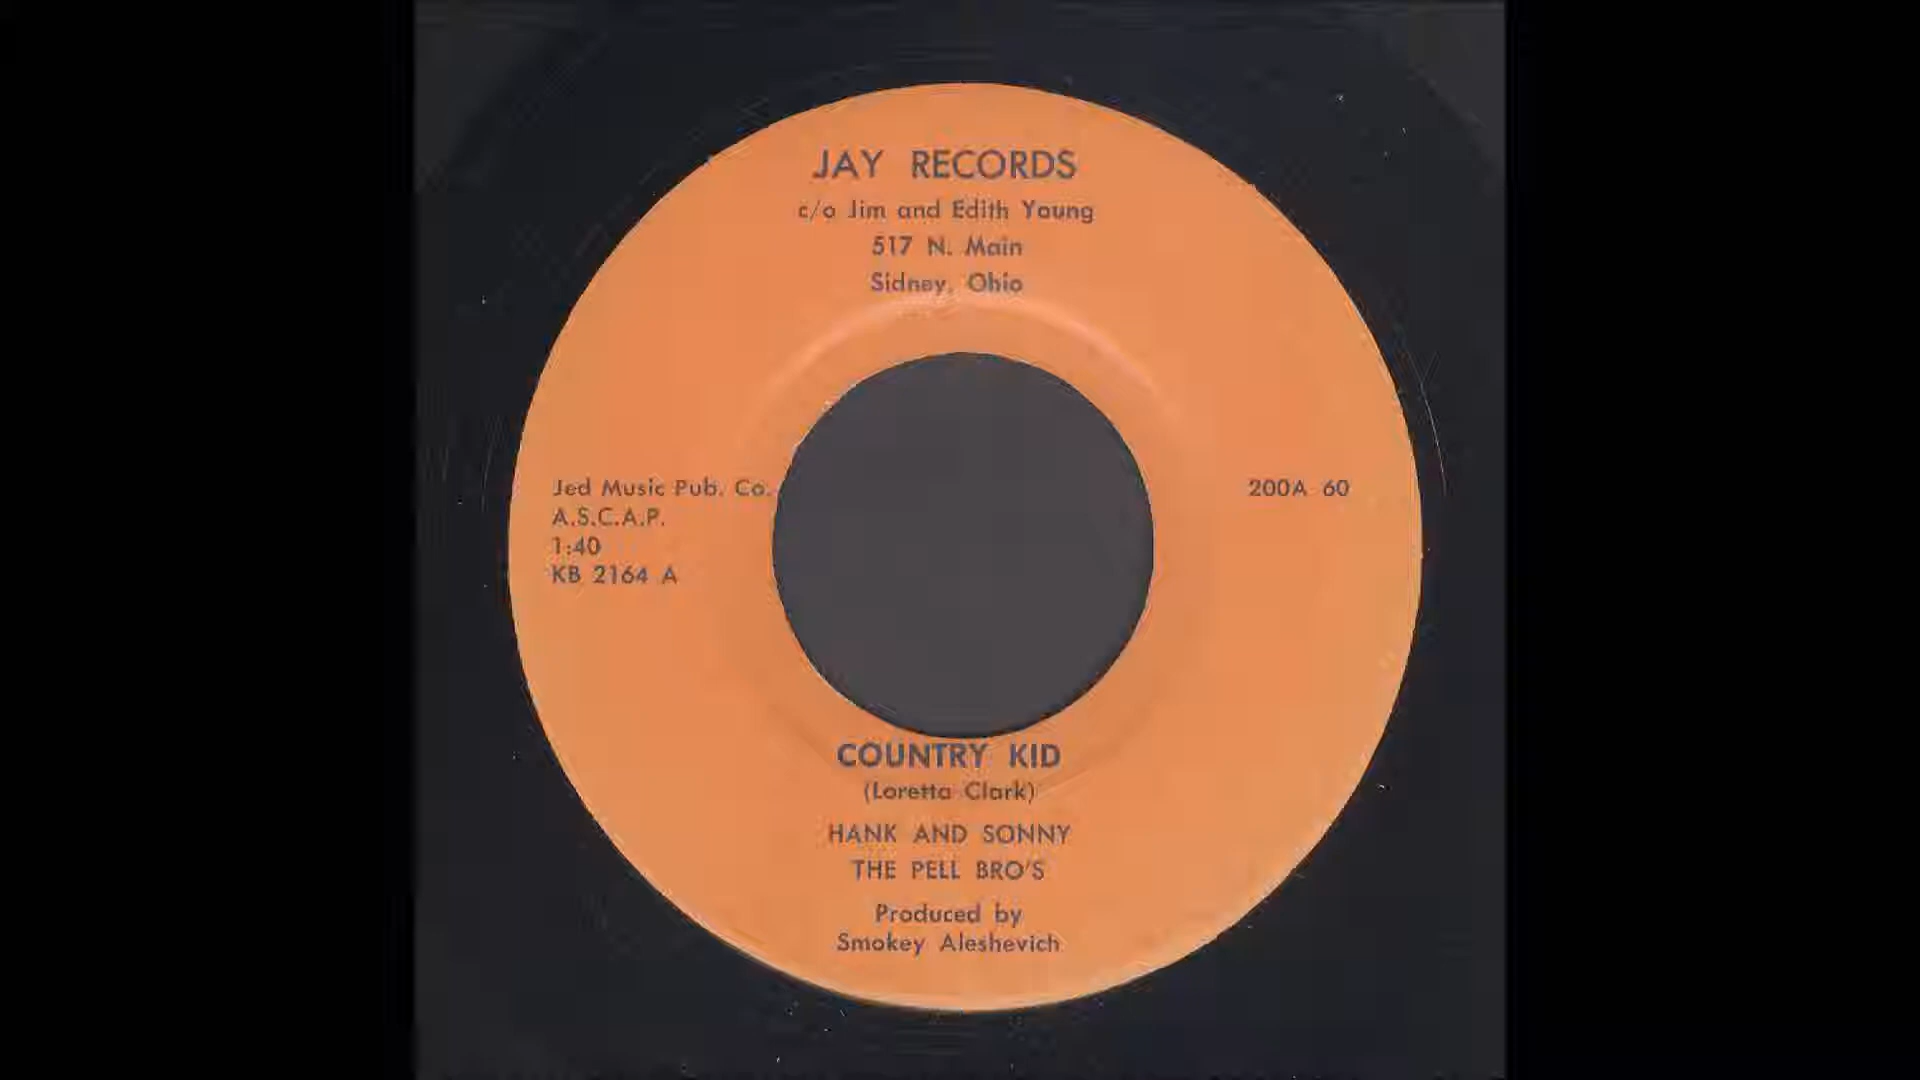 JAY RECORDS
c/o Jim and Edith Young
517 N. Main
Sidney, Ohio
Jed Music Pub. Co.
A.S.C.A.P.
1:40
KB 2164 A
200A 60
COUNTRY KID
(Loretta Clark)
HANK AND SONNY
THE PELL BRO'S
Produced by
Smokey Aleshevich